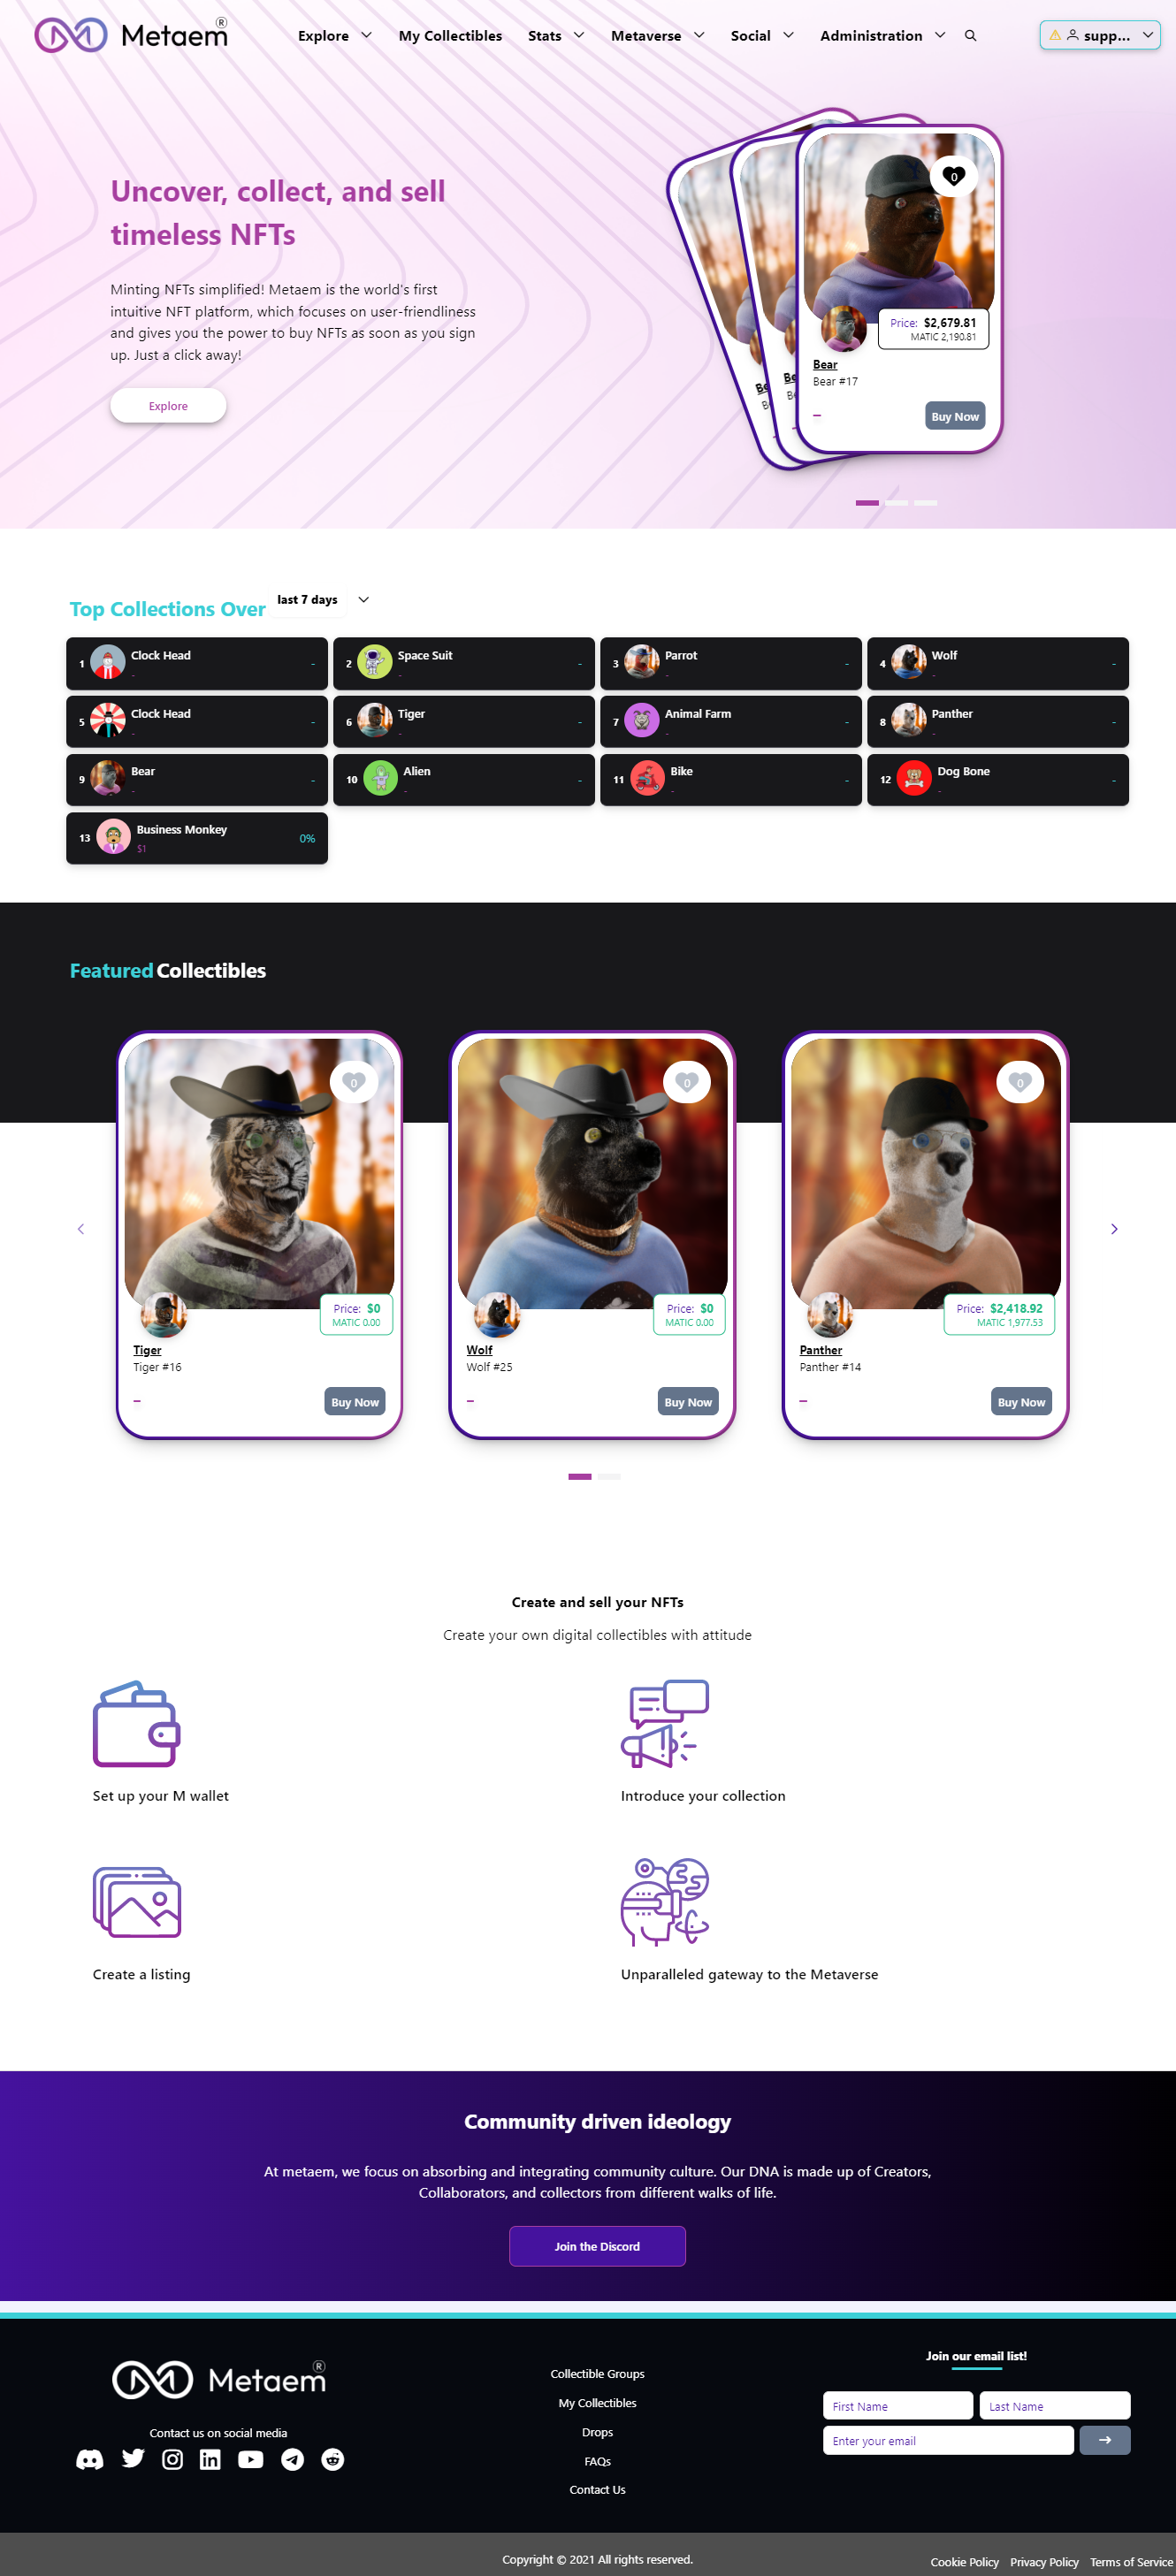 Metaem ®
Explore
My Collectibles
Stats
Metaverse
Social
Administration
supp...
Uncover, collect, and sell
timeless NFTs
Minting NFTs simplified! Metaem is the world's first
intuitive NFT platform, which focuses on user-friendliness
and gives you the power to buy NFTs as soon as you sign
up. Just a click away!
Explore
0
Price: $2,679.81
MATIC 2,190.81
Bear
Bear #17
Buy Now
Top Collections Over
last 7 days
1 Clock Head -
-
2 Space Suit -
-
3 Parrot -
-
4 Wolf -
-
5 Clock Head -
-
6 Tiger -
-
7 Animal Farm -
-
8 Panther -
-
9 Bear -
-
10 Alien -
-
11 Bike -
-
12 Dog Bone -
-
13 Business Monkey 0%
$1
Featured Collectibles
0
Price: $0
MATIC 0.00
Tiger
Tiger #16
Buy Now
0
Price: $0
MATIC 0.00
Wolf
Wolf #25
Buy Now
0
Price: $2,418.92
MATIC 1,977.53
Panther
Panther #14
Buy Now
Create and sell your NFTs
Create your own digital collectibles with attitude
Set up your M wallet
Introduce your collection
Create a listing
Unparalleled gateway to the Metaverse
Community driven ideology
At metaem, we focus on absorbing and integrating community culture. Our DNA is made up of Creators,
Collaborators, and collectors from different walks of life.
Join the Discord
Metaem ®
Contact us on social media
Collectible Groups
My Collectibles
Drops
FAQs
Contact Us
Join our email list!
First Name
Last Name
Enter your email
Copyright © 2021 All rights reserved.
Cookie Policy
Privacy Policy
Terms of Service